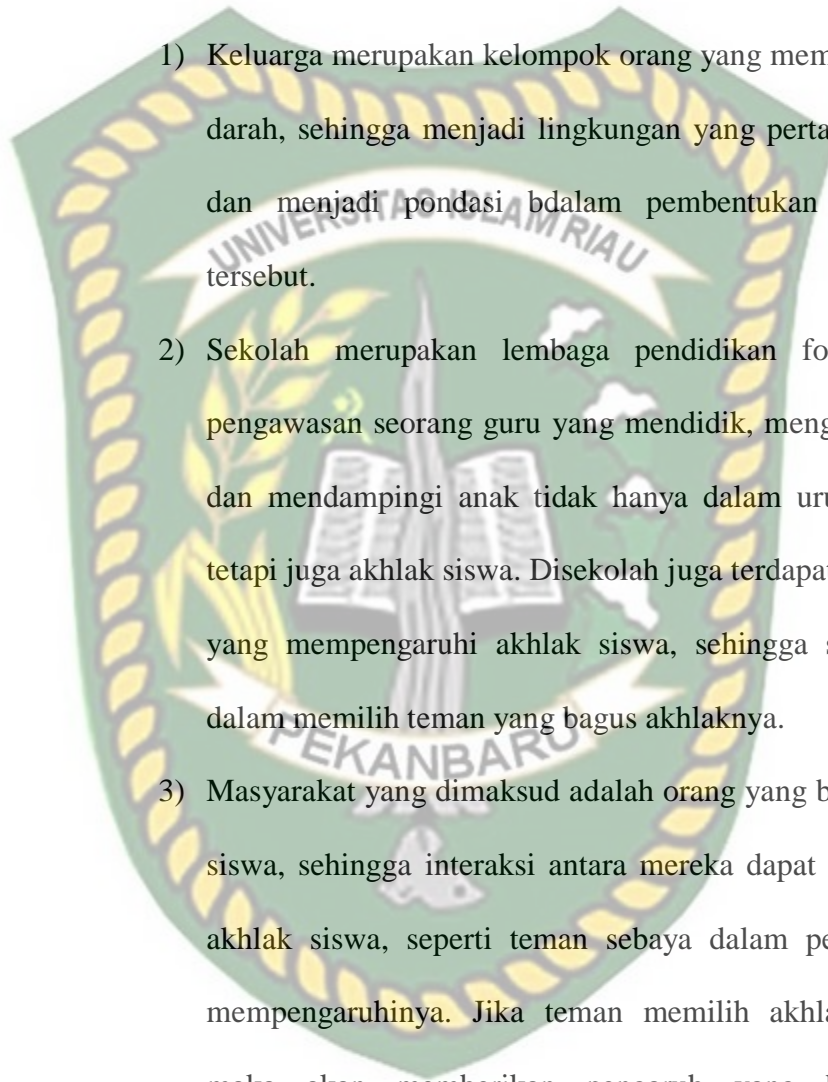 1) Keluarga merupakan kelompok orang yang mem
darah, sehingga menjadi lingkungan yang perta
dan menjadi pondasi bdalam pembentukan
UNIVERSITAS ISLAM RIAU
tersebut.
2) Sekolah merupakan lembaga pendidikan fo
pengawasan seorang guru yang mendidik, meng
dan mendampingi anak tidak hanya dalam uru
tetapi juga akhlak siswa. Disekolah juga terdapat
yang mempengaruhi akhlak siswa, sehingga s
dalam memilih teman yang bagus akhlaknya.
PEKANBARU
3) Masyarakat yang dimaksud adalah orang yang b
siswa, sehingga interaksi antara mereka dapat
akhlak siswa, seperti teman sebaya dalam pe
mempengaruhinya. Jika teman memilih akhla